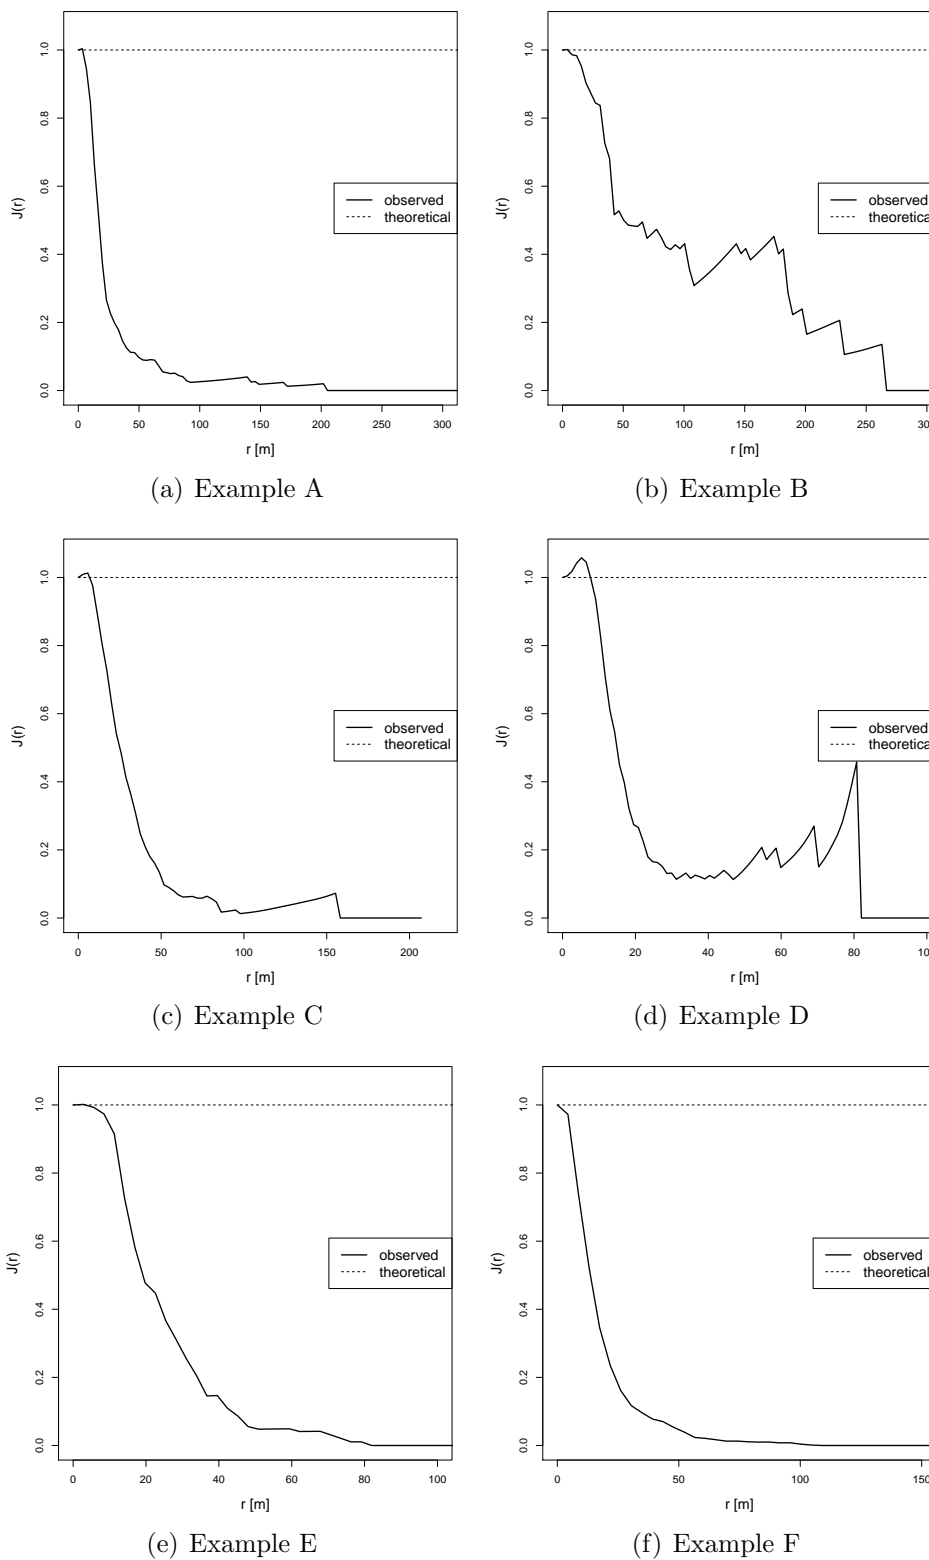 1.0
0.8
0.6
0.4
0.2
0.0
J(r)
observed
theoretical
0 50 100 150 200 250 300
r [m]
(a) Example A
1.0
0.8
0.6
0.4
0.2
0.0
J(r)
observed
theoretica
0 50 100 150 200 250 300
r [m]
(b) Example B
1.0
0.8
0.6
0.4
0.2
0.0
J(r)
observed
theoretical
0 50 100 150 200
r [m]
(c) Example C
1.0
0.8
0.6
0.4
0.2
0.0
J(r)
observed
theoretica
0 20 40 60 80 100
r [m]
(d) Example D
1.0
0.8
0.6
0.4
0.2
0.0
J(r)
observed
theoretical
0 20 40 60 80 100
r [m]
(e) Example E
1.0
0.8
0.6
0.4
0.2
0.0
J(r)
observed
theoretical
0 50 100 150
r [m]
(f) Example F